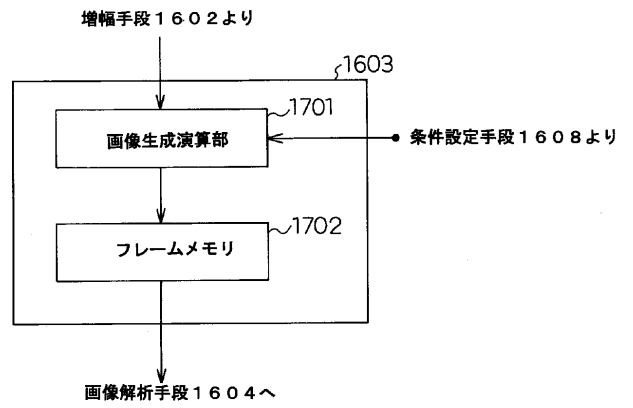 増幅手段１６０２より
1603
1701
画像生成演算部
条件設定手段１６０８より
1702
フレームメモリ
画像解析手段１６０４へ